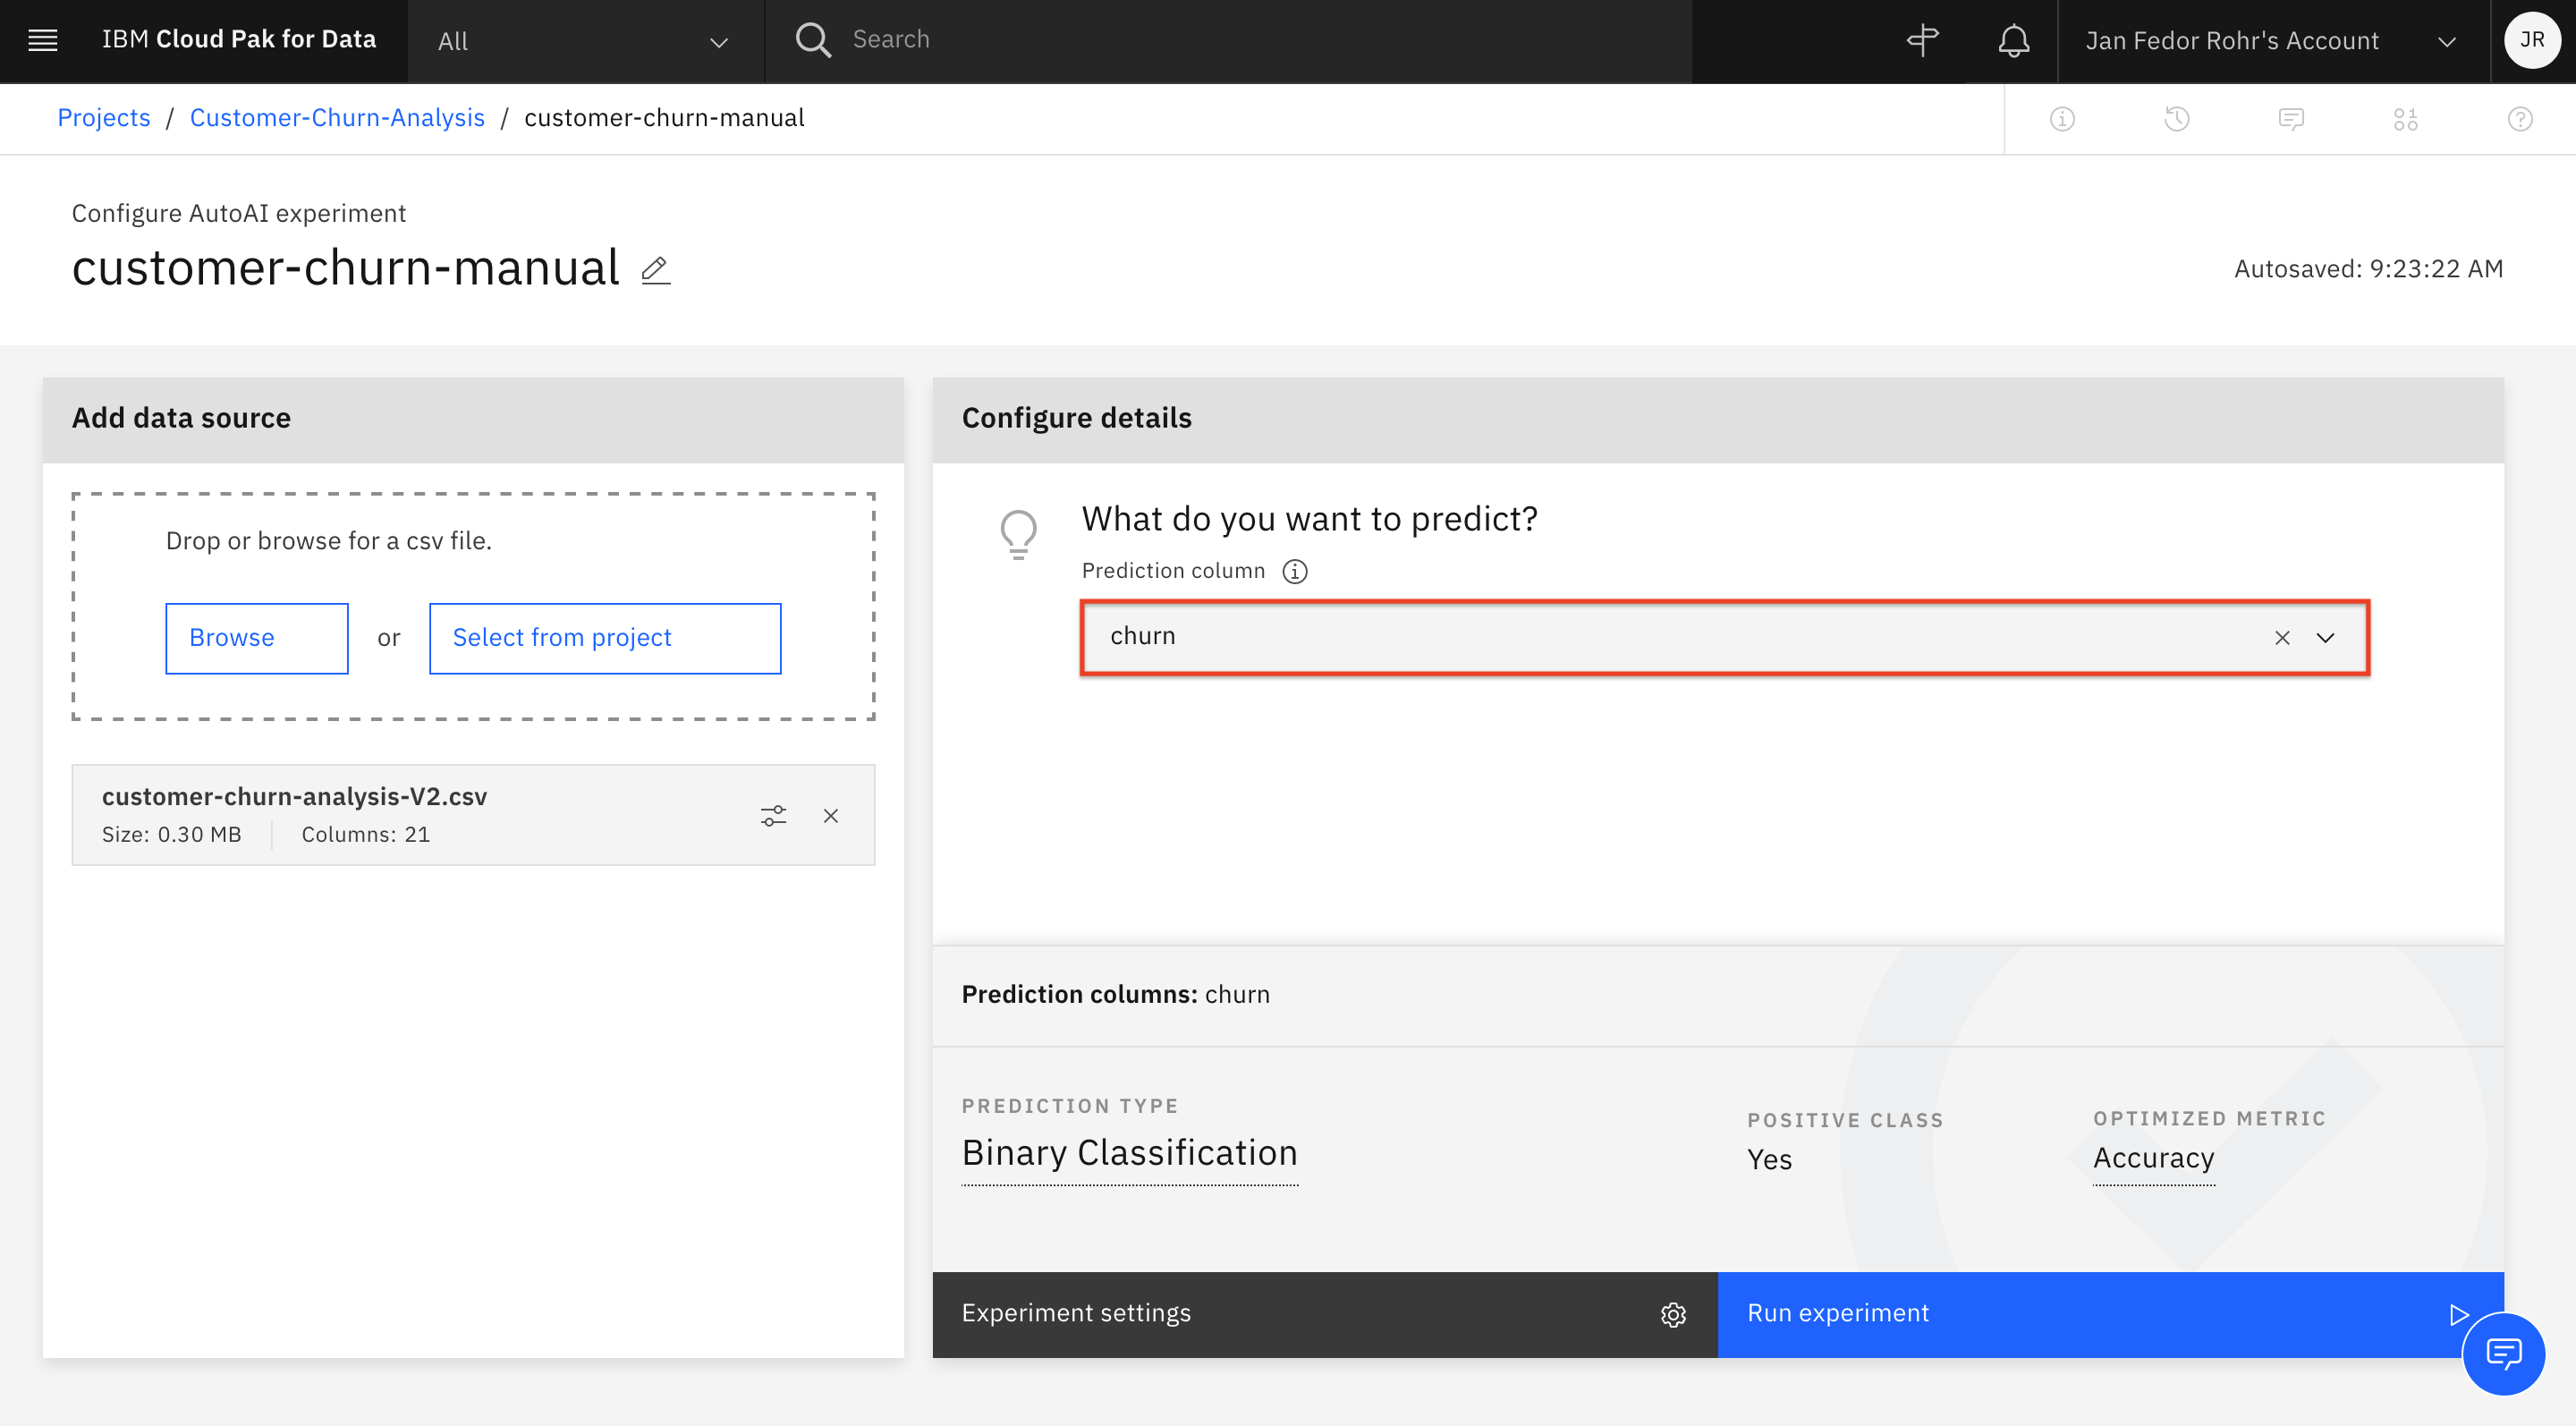 IBM Cloud Pak for Data
All
Search
Jan Fedor Rohr's Account
JR
Projects / Customer-Churn-Analysis / customer-churn-manual
Configure AutoAI experiment
customer-churn-manual
Autosaved: 9:23:22 AM
Add data source
Drop or browse for a csv file.
Browse or Select from project
customer-churn-analysis-V2.csv
Size: 0.30 MB Columns: 21
Configure details
What do you want to predict?
Prediction column
churn
Prediction columns: churn
PREDICTION TYPE
Binary Classification
POSITIVE CLASS
Yes
OPTIMIZED METRIC
Accuracy
Experiment settings
Run experiment